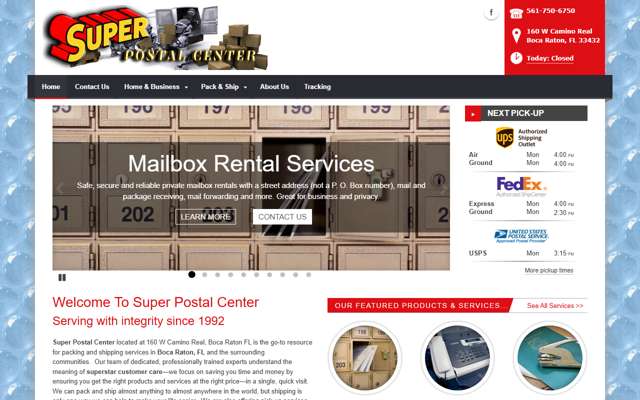 SUPER
POSTAL CENTER
f
561-750-6750
160 W Camino Real
Boca Raton, FL 33432
Today: Closed
Home
Contact Us
Home & Business
Pack & Ship
About Us
Tracking
195
196
197
198
Mailbox Rental Services
Safe, secure and reliable private mailbox rentals with a street address (not a P. O. Box number), mail and
package receiving, mail forwarding and more. Great for business and privacy.
LEARN MORE
CONTACT US
201
202
203
204
NEXT PICK-UP
ups
Authorized
Shipping
Outlet
Air Mon 4:00 PM
Ground Mon 4:00 PM
FedEx
Authorized ShipCenter
Express Mon 4:00 PM
Ground Mon 2:30 PM
UNITED STATES
POSTAL SERVICE
Approved Postal Provider
USPS Mon 3:15 PM
More pickup times
Welcome To Super Postal Center
Serving with integrity since 1992
Super Postal Center located at 160 W Camino Real, Boca Raton FL is the go-to resource
for packing and shipping services in Boca Raton, FL and the surrounding
communities. Our team of dedicated, professionally trained experts understand the
meaning of superstar customer care—we focus on saving you time and money by
ensuring you get the right products and services at the right price—in a single, quick visit.
We can pack and ship almost anything to almost anywhere in the world, but shipping is
OUR FEATURED PRODUCTS & SERVICES...
See All Services >>
203